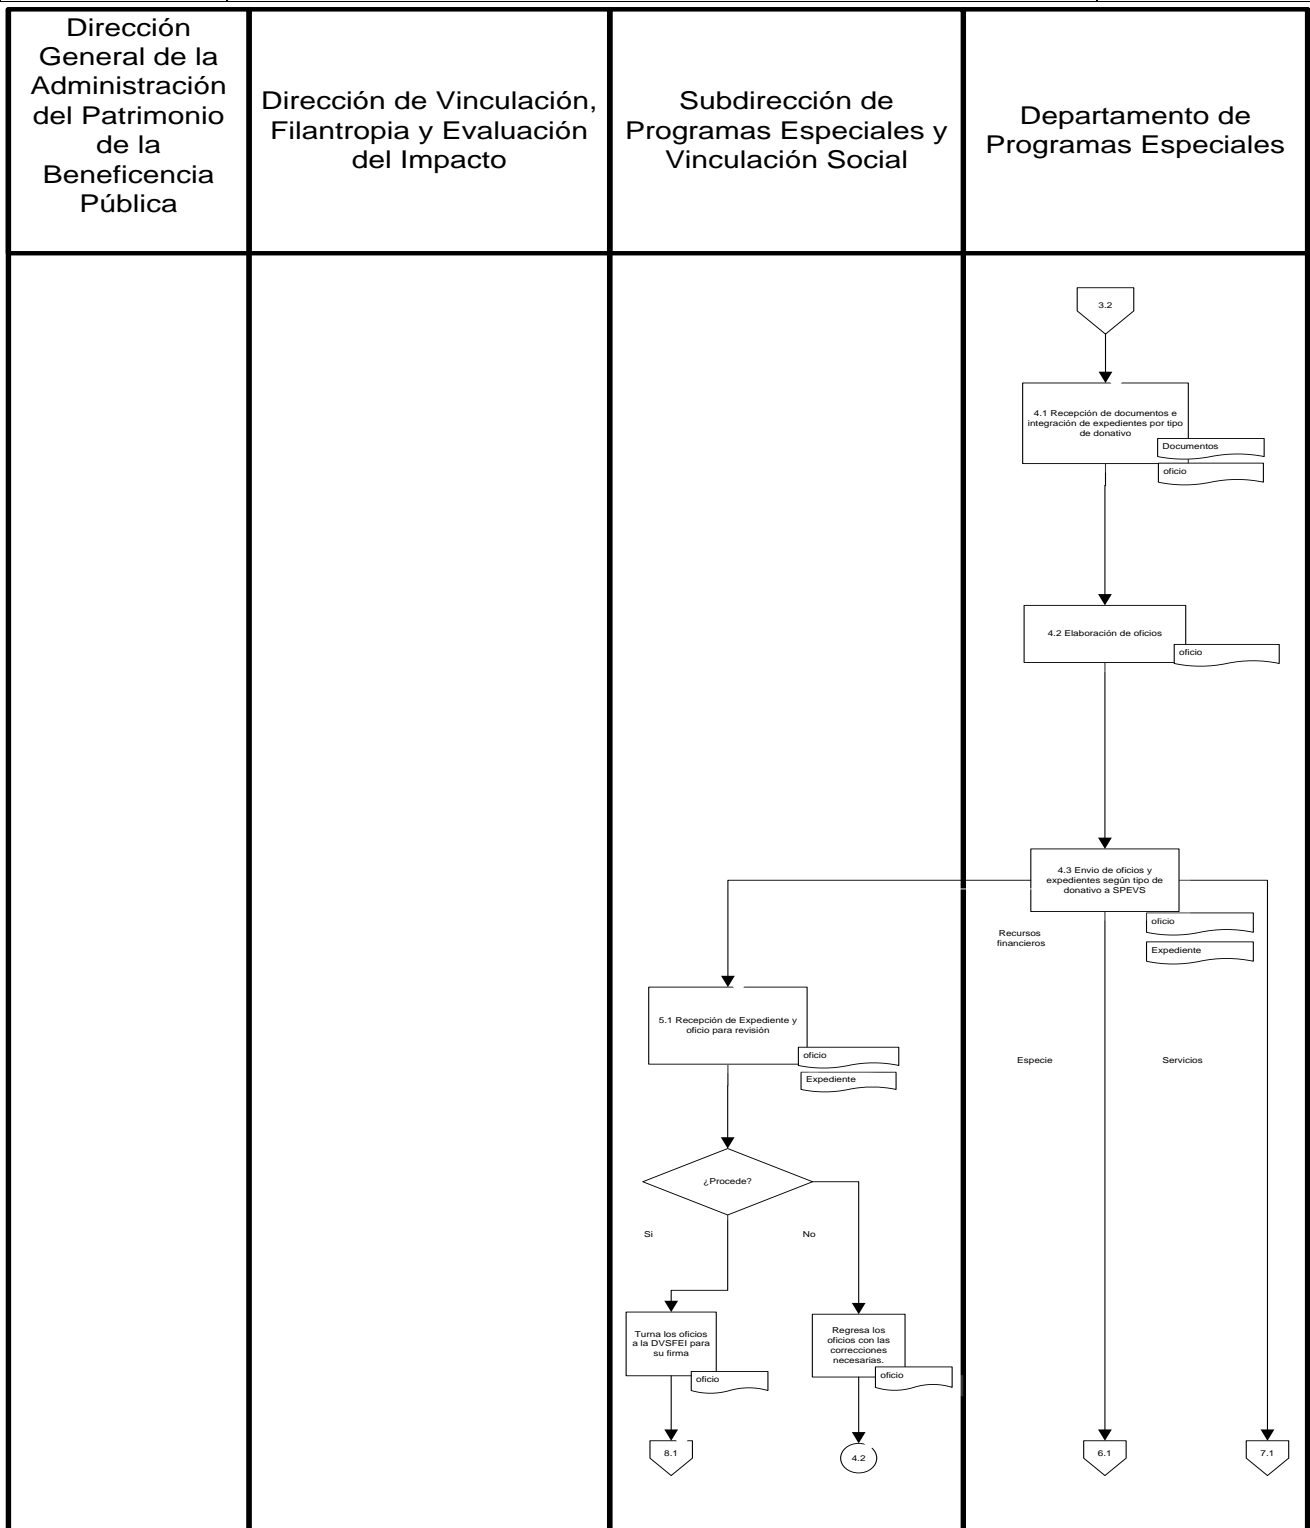 Dirección
General de la
Administración
del Patrimonio
de la
Beneficencia
Pública
Dirección de Vinculación,
Filantropia y Evaluación
del Impacto
Subdirección de
Programas Especiales y
Vinculación Social
Departamento de
Programas Especiales
3.2
4.1 Recepción de documentos e
integración de expedientes por tipo
de donativo
Documentos
oficio
4.2 Elaboración de oficios
oficio
4.3 Envio de oficios y
expedientes según tipo de
donativo a SPEVS
oficio
Expediente
Recursos
financieros
5.1 Recepción de Expediente y
oficio para revisión
oficio
Expediente
Especie
Servicios
¿Procede?
Si
No
Turna los oficios
a la DVSFEI para
su firma
oficio
Regresa los
oficios con las
correcciones
necesarias.
oficio
8.1
4.2
6.1
7.1